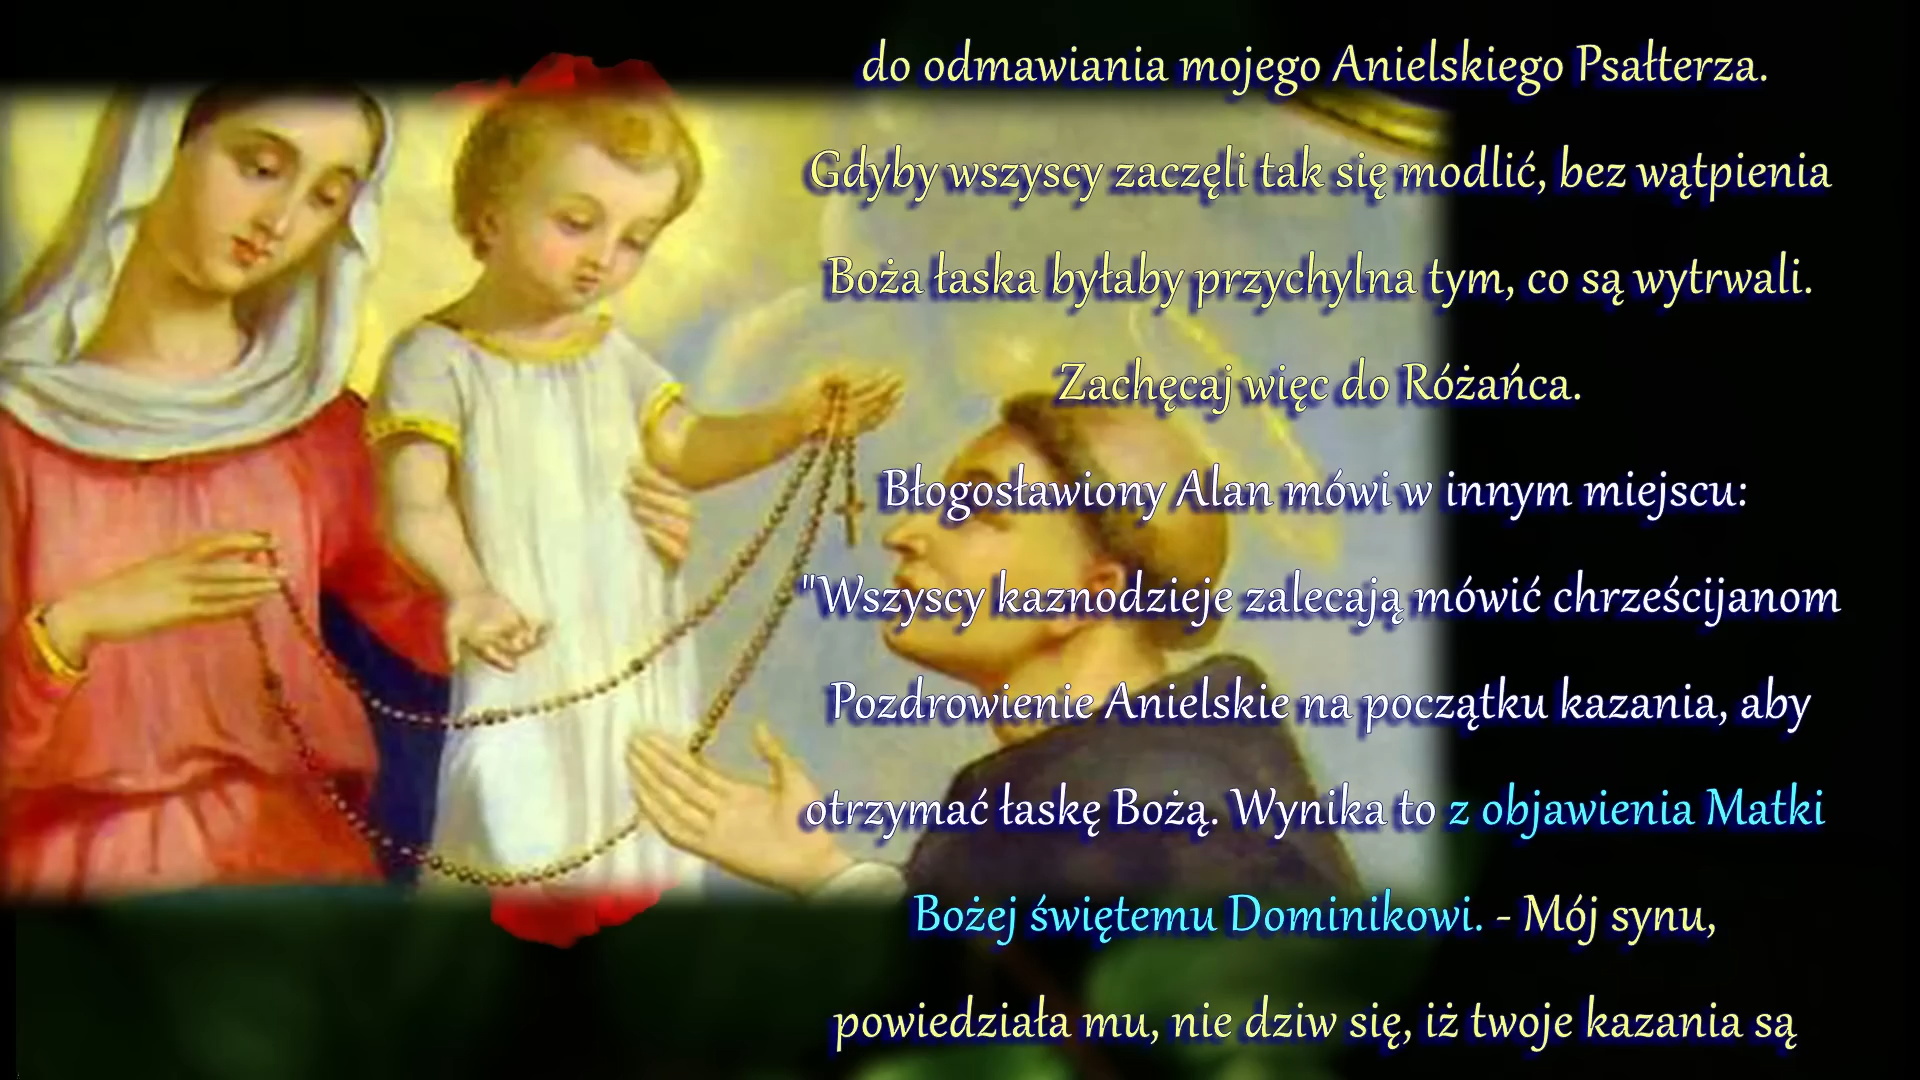 do odmawiania mojego Anielskiego Psałterza.
Gdyby wszyscy zaczęli tak się modlić, bez wątpienia
Boża łaska byłaby przychylna tym, co są wytrwali.
Zachęcaj więc do Różańca.
Błogosławiony Alan mówi w innym miejscu:
"Wszyscy kaznodzieje zalecają mówić chrześcijanom
Pozdrowienie Anielskie na początku kazania, aby
otrzymać łaskę Bożą. Wynika to z objawienia Matki
Bożej świętemu Dominikowi. - Mój synu,
powiedziała mu, nie dziw się, iż twoje kazania są